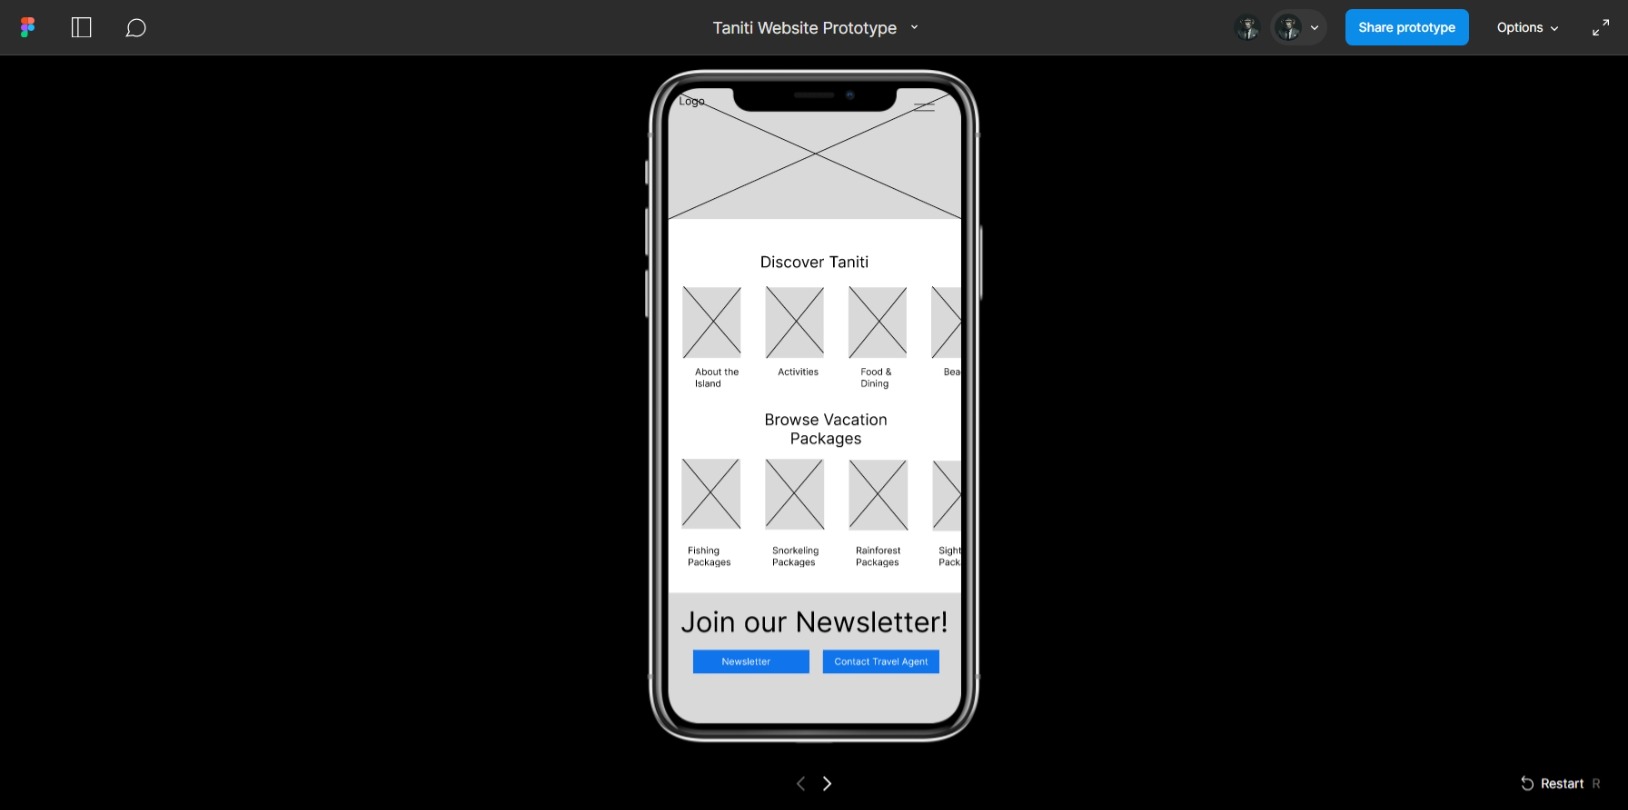 Taniti Website Prototype
Share prototype
Options
Logo
Discover Taniti
About the
Island
Activities
Food &
Dining
Bea
Browse Vacation
Packages
Fishing
Packages
Snorkeling
Packages
Rainforest
Packages
Sight
Pack
Join our Newsletter!
Newsletter
Contact Travel Agent
Restart R